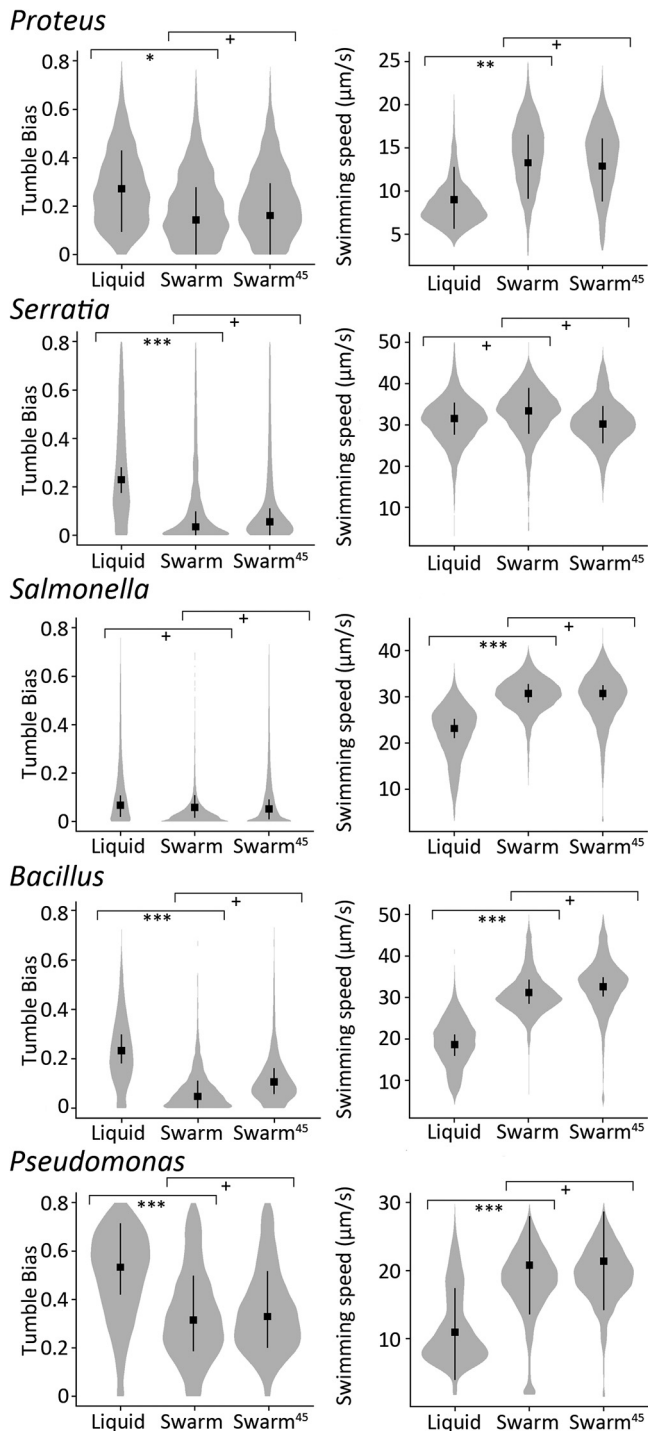 Proteus
+
*
0.8
0.6
0.4
0.2
0
Tumble Bias
Liquid Swarm Swarm⁴⁵
+
**
25
20
15
10
5
Swimming speed (µm/s)
Liquid Swarm Swarm⁴⁵
Serratia
+
***
0.8
0.6
0.4
0.2
0
Tumble Bias
Liquid Swarm Swarm⁴⁵
+
+
50
40
30
20
10
Swimming speed (µm/s)
Liquid Swarm Swarm⁴⁵
Salmonella
+
+
0.8
0.6
0.4
0.2
0
Tumble Bias
Liquid Swarm Swarm⁴⁵
+
***
40
30
20
10
Swimming speed (µm/s)
Liquid Swarm Swarm⁴⁵
Bacillus
+
***
0.8
0.6
0.4
0.2
0
Tumble Bias
Liquid Swarm Swarm⁴⁵
+
***
50
40
30
20
10
Swimming speed (µm/s)
Liquid Swarm Swarm⁴⁵
Pseudomonas
+
***
0.8
0.6
0.4
0.2
0
Tumble Bias
Liquid Swarm Swarm⁴⁵
+
***
30
20
10
Swimming speed (µm/s)
Liquid Swarm Swarm⁴⁵